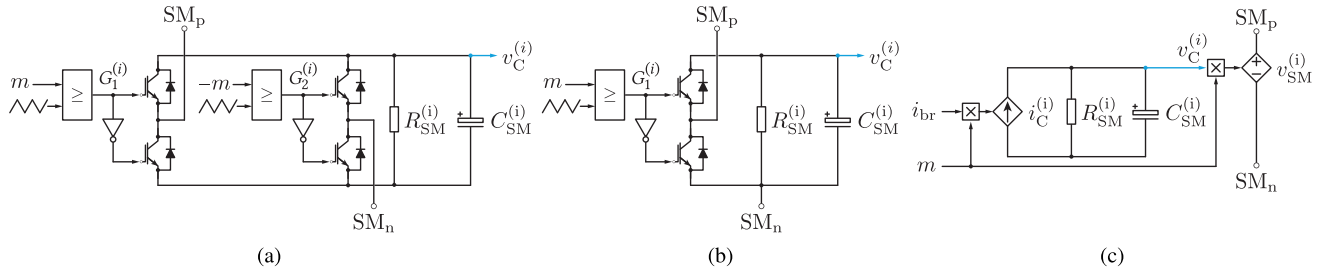 SM_p
m
≥
G_1^{(i)}
-m
≥
G_2^{(i)}
R_SM^{(i)}
C_SM^{(i)}
v_C^{(i)}
SM_n
(a)
SM_p
m
≥
G_1^{(i)}
R_SM^{(i)}
C_SM^{(i)}
v_C^{(i)}
SM_n
(b)
SM_p
v_C^{(i)}
v_SM^{(i)}
i_br
i_C^{(i)}
R_SM^{(i)}
C_SM^{(i)}
m
SM_n
(c)